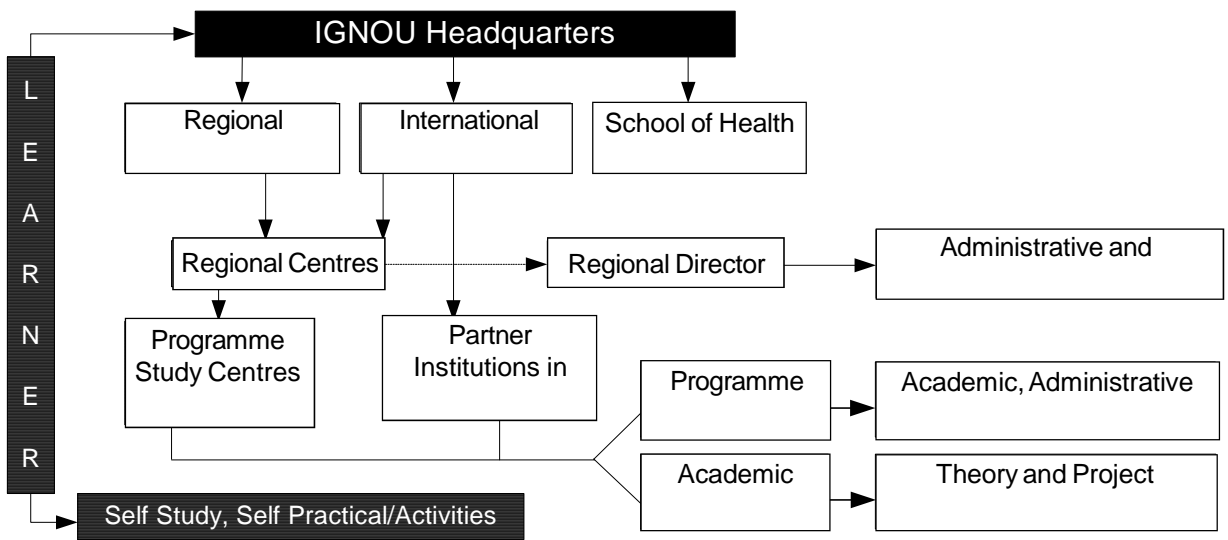 IGNOU Headquarters
L
E
A
R
N
E
R
Regional
International
School of Health
Regional Centres
Regional Director
Administrative and
Programme
Study Centres
Partner
Institutions in
Programme
Academic, Administrative
Academic
Theory and Project
Self Study, Self Practical/Activities